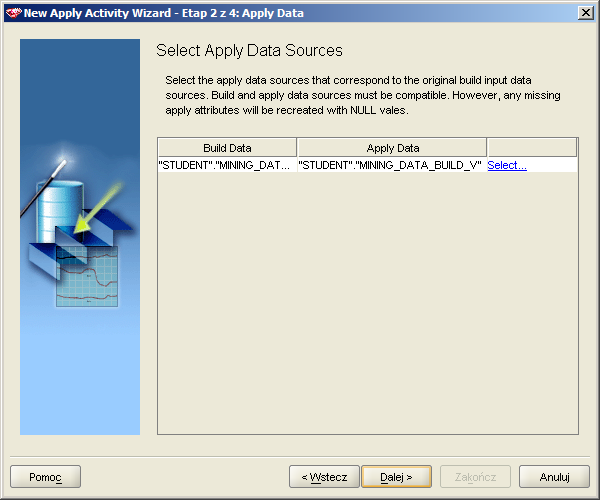 New Apply Activity Wizard - Etap 2 z 4: Apply Data
Select Apply Data Sources
Select the apply data sources that correspond to the original build input data
sources. Build and apply data sources must be compatible. However, any missing
apply attributes will be recreated with NULL vales.
Build Data Apply Data
"STUDENT"."MINING_DAT... "STUDENT"."MINING_DATA_BUILD_V" Select...
Pomoc < Wstecz Dalej > Zakończ Anuluj